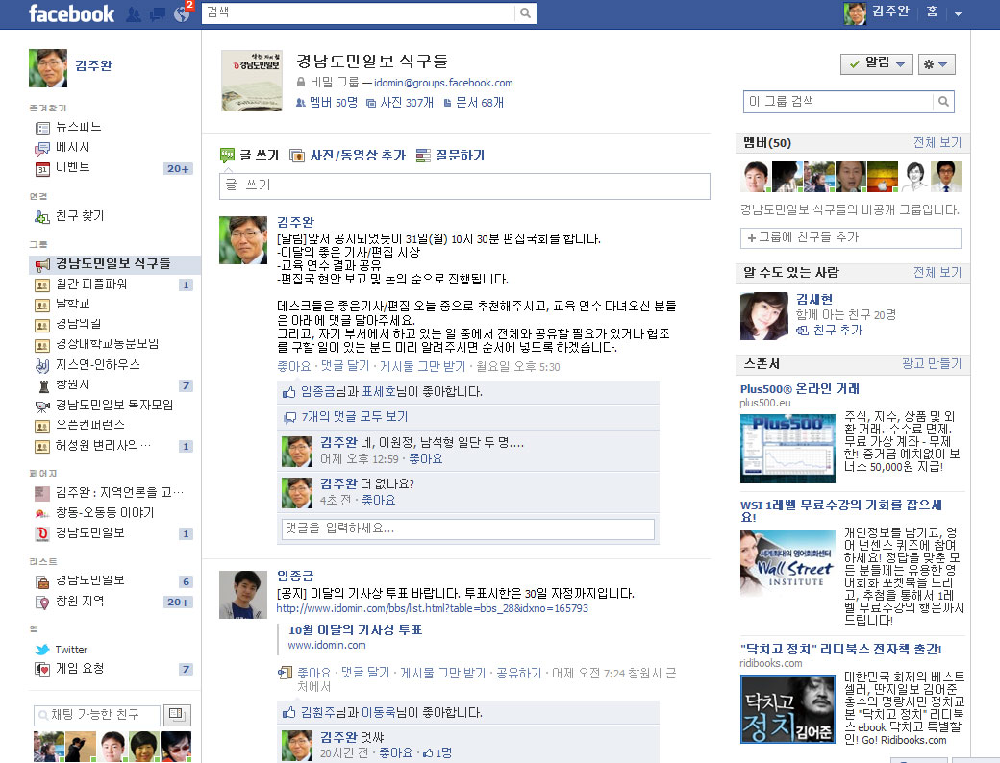 facebook
2
검색
김주완 홈
김주완
즐겨찾기
뉴스피드
메시지
이벤트 20+
연결
친구 찾기
그룹
경남도민일보 식구들
월간 피플파워 1
날학교
경남의길
경상대학교동문모임
지스연-인하우스
창원시 7
경남도민일보 독자모임
오픈컨퍼런스
허성원 변리사의… 1
페이지
김주완 : 지역언론을 고…
창동-오동동 이야기
경남도민일보 1
리스트
경남도민일보 6
창원 지역 20+
앱
Twitter
게임 요청 7
채팅 가능한 친구
경남도민일보
경남도민일보 식구들
비밀 그룹 — idomin@groups.facebook.com
멤버 50명 사진 307개 문서 68개
글 쓰기 사진/동영상 추가 질문하기
글 쓰기
김주완
[알림]앞서 공지되었듯이 31일(월) 10시 30분 편집국회를 합니다.
-이달의 좋은 기사/편집 시상
-교육 연수 결과 공유
-편집국 현안 보고 및 논의 순으로 진행됩니다.
데스크들은 좋은기사/편집 오늘 중으로 추천해주시고, 교육 연수 다녀오신 분들
은 아래에 댓글 달아주세요.
그리고, 자기 부서에서 하고 있는 일 중에서 전체와 공유할 필요가 있거나 협조
를 구할 일이 있는 분도 미리 알려주시면 순서에 넣도록 하겠습니다.
좋아요 · 댓글 달기 · 게시물 그만 받기 · 월요일 오후 5:30
임종금님과 표세호님이 좋아합니다.
7개의 댓글 모두 보기
김주완 네, 이원정, 남석형 일단 두 명....
어제 오후 12:59 · 좋아요
김주완 더 없나요?
4초 전 · 좋아요
댓글을 입력하세요...
임종금
[공지] 이달의 기사상 투표 바랍니다. 투표시한은 30일 자정까지입니다.
http://www.idomin.com/bbs/list.html?table=bbs_28&idxno=165793
10월 이달의 기사상 투표
www.idomin.com
좋아요 · 댓글 달기 · 게시물 그만 받기 · 공유하기 · 어제 오전 7:24 창원시 근
처에서
김훤주님과 이동욱님이 좋아합니다.
김주완 엇쌰
20시간 전 · 좋아요 · 1명
알림
이 그룹 검색
멤버(50) 전체 보기
경남도민일보 식구들의 비공개 그룹입니다.
+ 그룹에 친구들 추가
알 수도 있는 사람 전체 보기
김세현
함께 아는 친구 20명
친구 추가
스폰서 광고 만들기
Plus500® 온라인 거래
plus500.eu
Plus500
주식, 지수, 상품 및 외
환 거래. 수수료 면제.
무료 가상 계좌 - 무제
한! 증거금 예치없이 보
너스 50,000원 지급!
WSI 1레벨 무료수강의 기회를 잡으세
요!
세계최대의 영어회화센터
Wall Street
INSTITUTE
개인정보를 남기고, 영
어 넌센스 퀴즈에 참여
하세요! 정답을 맞춘 모
든 분들께는 유용한 영
어회화 포켓북을 드리
고, 추첨을 통해서 1레
벨 무료수강의 행운까지
드립니다!
"닥치고 정치" 리디북스 전자책 출간!
ridibooks.com
닥치고
정치
김어준
대한민국 화제의 베스트
셀러, 딴지일보 김어준
총수의 명랑시민 정치교
본 "닥치고 정치" 리디북
스 ebook 닥치고 특별할
인! Go! Ridibooks.com